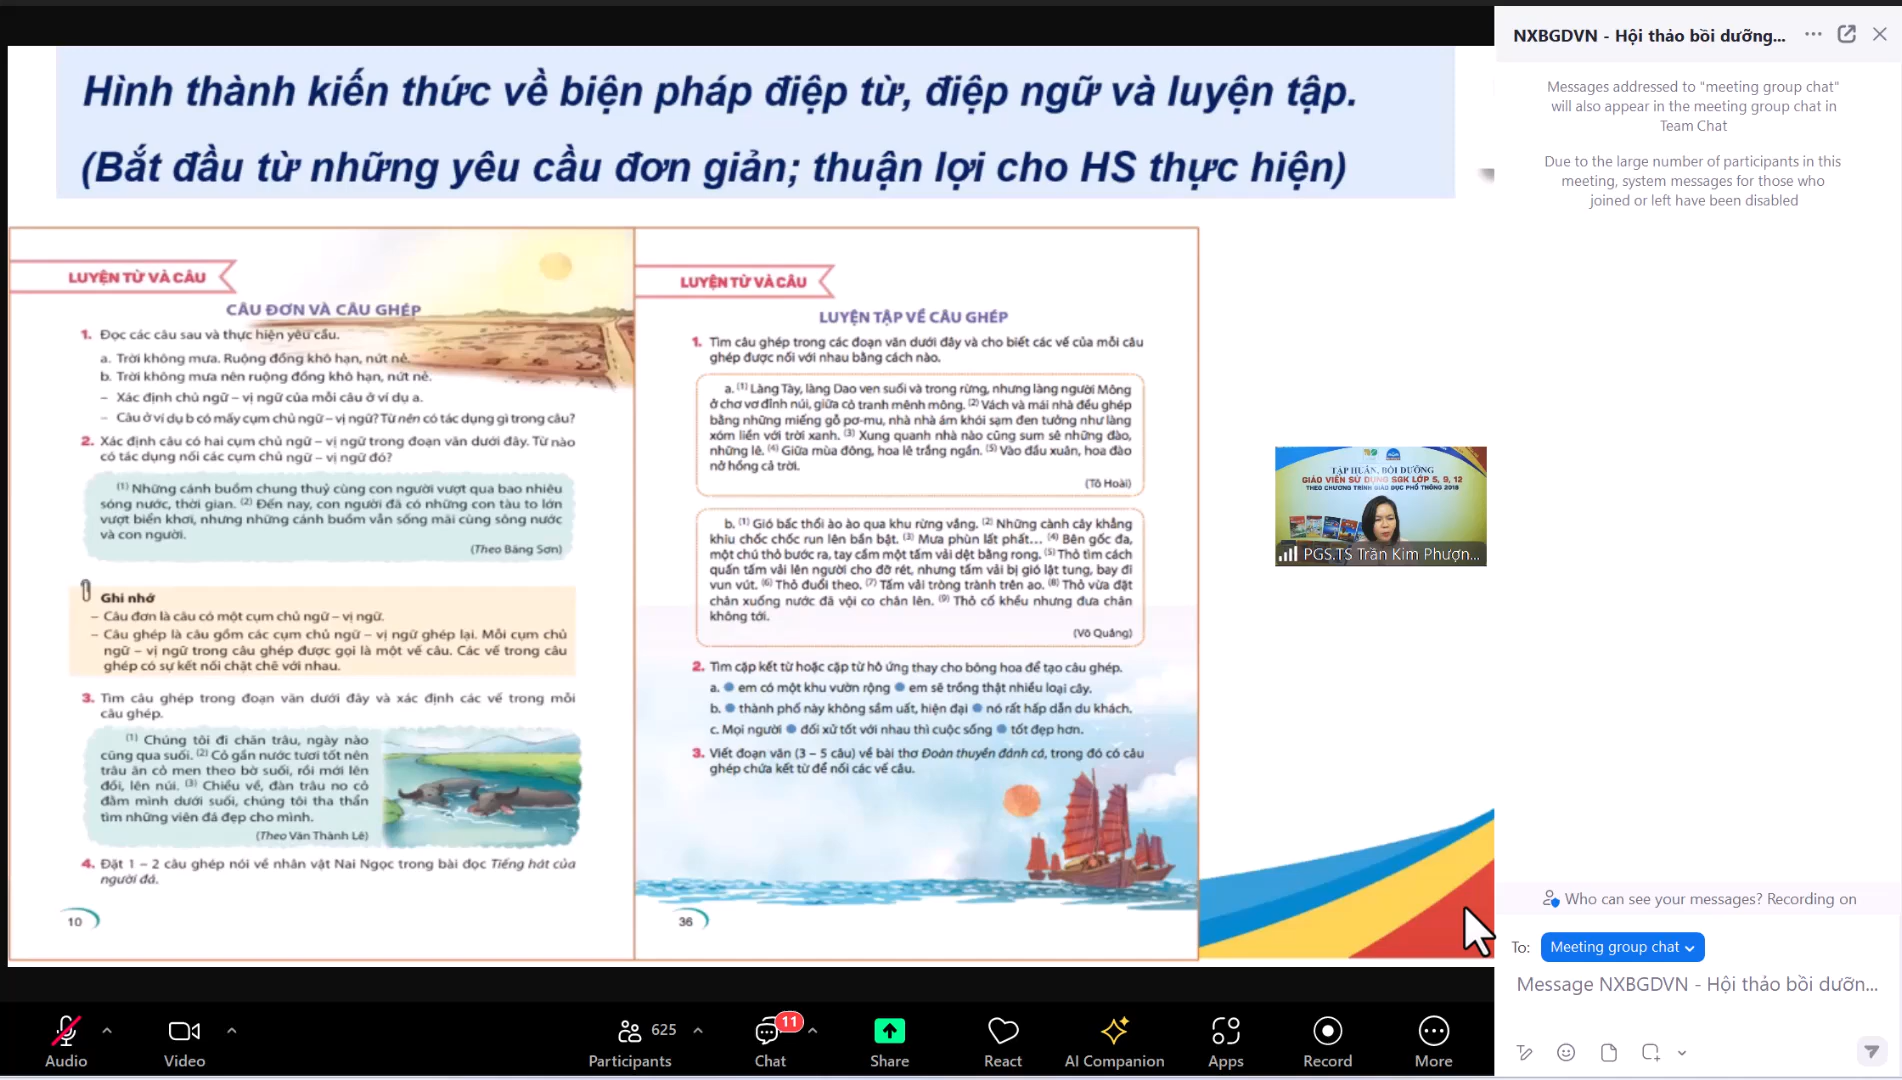 Hình thành kiến thức về biện pháp điệp từ, điệp ngữ và luyện tập.
(Bắt đầu từ những yêu cầu đơn giản; thuận lợi cho HS thực hiện)
LUYỆN TỪ VÀ CÂU
CÂU ĐƠN VÀ CÂU GHÉP
1. Đọc các câu sau và thực hiện yêu cầu.
a. Trời không mưa. Ruộng đồng khô hạn, nứt nẻ.
b. Trời không mưa nên ruộng đồng khô hạn, nứt nẻ.
– Xác định chủ ngữ – vị ngữ của mỗi câu ở ví dụ a.
– Câu ở ví dụ b có mấy cụm chủ ngữ – vị ngữ? Từ nên có tác dụng gì trong câu?
2. Xác định câu có hai cụm chủ ngữ – vị ngữ trong đoạn văn dưới đây. Từ nào
có tác dụng nối các cụm chủ ngữ – vị ngữ đó?
(1) Những cánh buồm chung thuỷ cùng con người vượt qua bao nhiêu
sóng nước, thời gian. (2) Đến nay, con người đã có những con tàu to lớn
vượt biển khơi, nhưng những cánh buồm vẫn sống mãi cùng sông nước
và con người.
(Theo Băng Sơn)
Ghi nhớ
– Câu đơn là câu có một cụm chủ ngữ – vị ngữ.
– Câu ghép là câu gồm các cụm chủ ngữ – vị ngữ ghép lại. Mỗi cụm chủ
ngữ – vị ngữ trong câu ghép được gọi là một vế câu. Các vế trong câu
ghép có sự kết nối chặt chẽ với nhau.
3. Tìm câu ghép trong đoạn văn dưới đây và xác định các vế trong mỗi
câu ghép.
(1) Chúng tôi đi chăn trâu, ngày nào
cũng qua suối. (2) Cỏ gần nước tươi tốt nên
trâu ăn cỏ men theo bờ suối, rồi mới lên
đồi, lên núi. (3) Chiều về, đàn trâu no cỏ
đằm mình dưới suối, chúng tôi tha thẩn
tìm những viên đá đẹp cho mình.
(Theo Văn Thành Lê)
4. Đặt 1 – 2 câu ghép nói về nhân vật Nai Ngọc trong bài đọc Tiếng hát của
người đá.
10
LUYỆN TỪ VÀ CÂU
LUYỆN TẬP VỀ CÂU GHÉP
1. Tìm câu ghép trong các đoạn văn dưới đây và cho biết các vế của mỗi câu
ghép được nối với nhau bằng cách nào.
a. (1) Làng Tày, làng Dao ven suối và trong rừng, nhưng làng người Mông
ở chơ vơ đỉnh núi, giữa cỏ tranh mênh mông. (2) Vách và mái nhà đều ghép
bằng những miếng gỗ pơ-mu, nhà nhà ám khói sạm đen tưởng như làng
xóm liền với trời xanh. (3) Xung quanh nhà nào cũng sum sê những đào,
những lê. (4) Giữa mùa đông, hoa lê trắng ngần. (5) Vào đầu xuân, hoa đào
nở hồng cả trời.
(Tô Hoài)
b. (1) Gió bấc thổi ào ào qua khu rừng vắng. (2) Những cành cây khẳng
khiu chốc chốc run lên bần bật. (3) Mưa phùn lất phất... (4) Bên gốc đa,
một chú thỏ bước ra, tay cầm một tấm vải dệt bằng rong. (5) Thỏ tìm cách
quấn tấm vải lên người cho đỡ rét, nhưng tấm vải bị gió lật tung, bay đi
vun vút. (6) Thỏ đuổi theo. (7) Tấm vải tròng trành trên ao. (8) Thỏ vừa đặt
chân xuống nước đã vội co chân lên. (9) Thỏ cố khều nhưng đưa chân
không tới.
(Võ Quảng)
2. Tìm cặp kết từ hoặc cặp từ hô ứng thay cho bông hoa để tạo câu ghép.
a. em có một khu vườn rộng em sẽ trồng thật nhiều loại cây.
b. thành phố này không sầm uất, hiện đại nó rất hấp dẫn du khách.
c. Mọi người đối xử tốt với nhau thì cuộc sống tốt đẹp hơn.
3. Viết đoạn văn (3 – 5 câu) về bài thơ Đoàn thuyền đánh cá, trong đó có câu
ghép chứa kết từ để nối các vế câu.
36
TẬP HUẤN, BỒI DƯỠNG
GIÁO VIÊN SỬ DỤNG SGK LỚP 5, 9, 12
THEO CHƯƠNG TRÌNH GIÁO DỤC PHỔ THÔNG 2018
PGS.TS Trần Kim Phượn...
NXBGDVN - Hội thảo bồi dưỡng...
Messages addressed to "meeting group chat"
will also appear in the meeting group chat in
Team Chat
Due to the large number of participants in this
meeting, system messages for those who
joined or left have been disabled
Who can see your messages? Recording on
To: Meeting group chat
Message NXBGDVN - Hội thảo bồi dưỡn...
Audio
Video
625
Participants
11
Chat
Share
React
AI Companion
Apps
Record
More